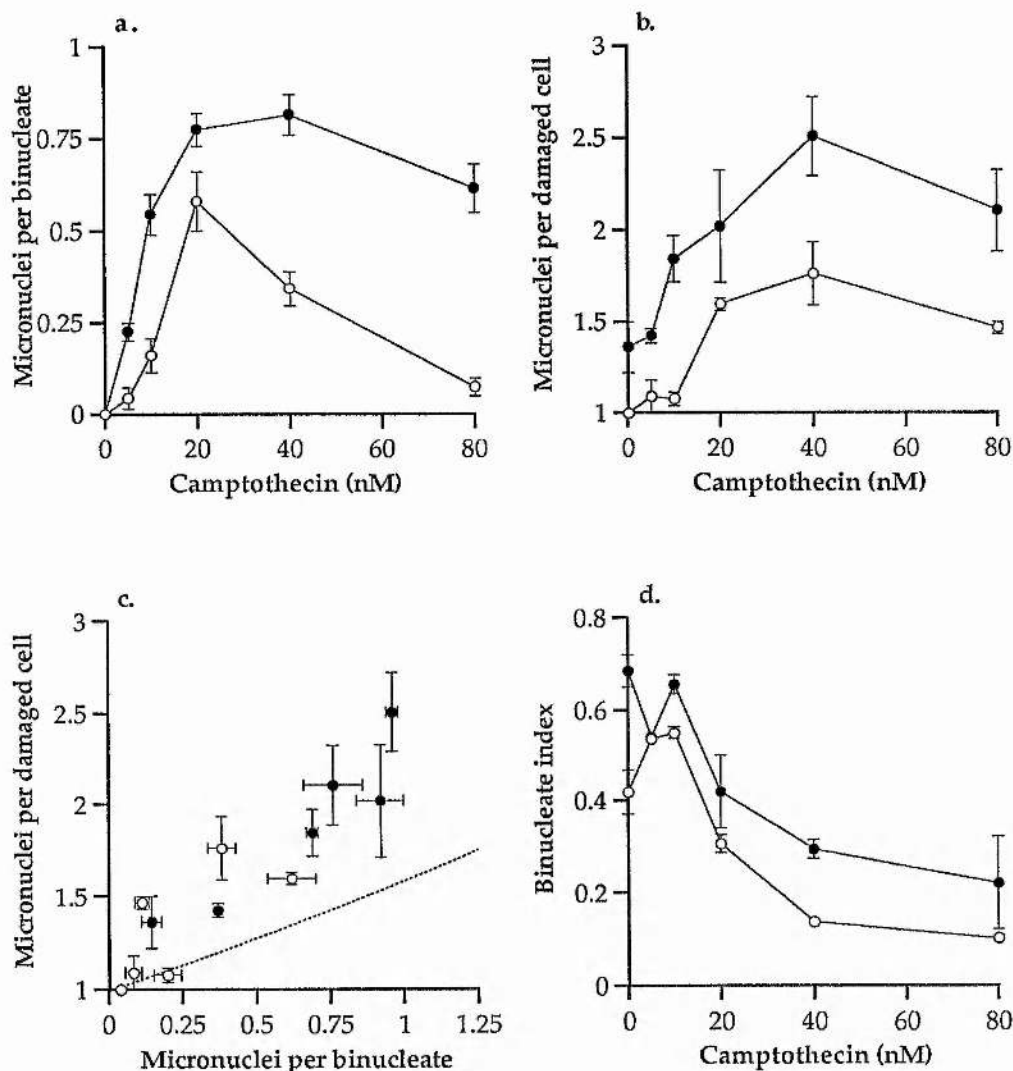 a.
Micronuclei per binucleate
1
0.75
0.5
0.25
0
0 20 40 60 80
Camptothecin (nM)
b.
Micronuclei per damaged cell
3
2.5
2
1.5
1
0 20 40 60 80
Camptothecin (nM)
c.
Micronuclei per damaged cell
3
2.5
2
1.5
1
0 0.25 0.5 0.75 1 1.25
Micronuclei per binucleate
d.
Binucleate index
0.8
0.6
0.4
0.2
0
0 20 40 60 80
Camptothecin (nM)